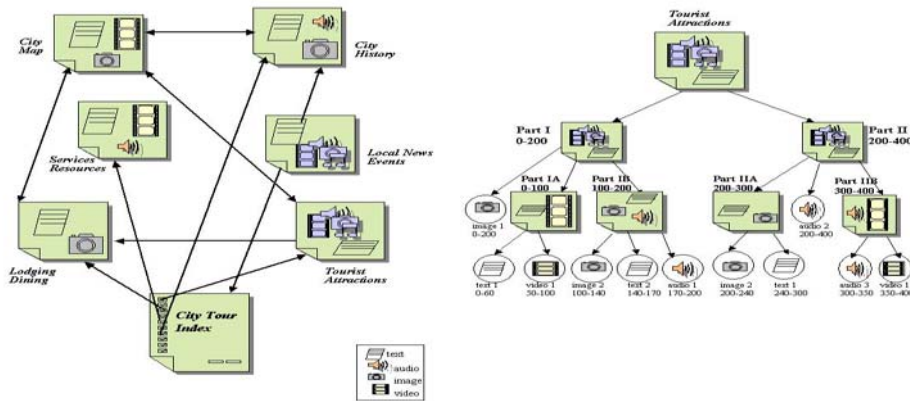 City
Map
City
History
Services
Resources
Local News
Events
Lodging
Dining
Tourist
Attractions
City Tour
Index
text
audio
image
video
Tourist
Attractions
Part I
0-200
Part II
200-400
Part IA
0-100
Part IB
100-200
Part IIA
200-300
Part IIB
300-400
image 1
0-200
audio 2
200-400
text 1
0-60
video 1
50-100
image 2
100-140
text 2
140-170
audio 1
170-200
image 2
200-240
text 1
240-300
audio 3
300-350
video 1
350-400